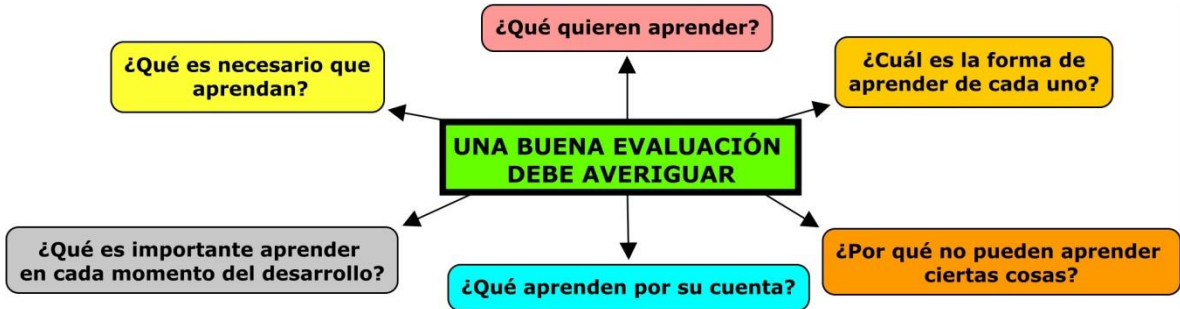 ¿Qué quieren aprender?
¿Qué es necesario que
aprendan?
¿Cuál es la forma de
aprender de cada uno?
UNA BUENA EVALUACIÓN
DEBE AVERIGUAR
¿Qué es importante aprender
en cada momento del desarrollo?
¿Qué aprenden por su cuenta?
¿Por qué no pueden aprender
ciertas cosas?